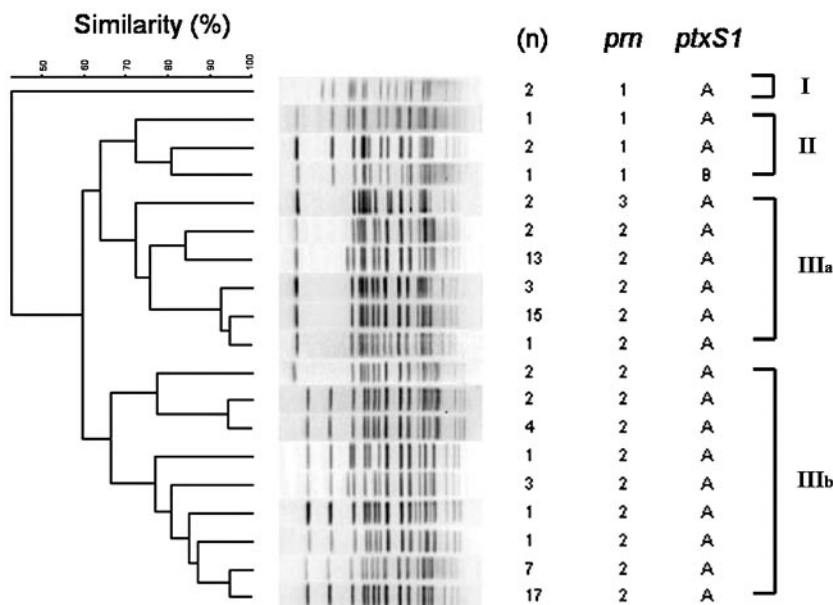 Similarity (%) (n) prn ptxS1
50 60 70 80 90 100
2 1 A I
1 1 A
2 1 A II
1 1 B
2 3 A
2 2 A
13 2 A IIIa
3 2 A
15 2 A
1 2 A
2 2 A
2 2 A
4 2 A
1 2 A
3 2 A IIIb
1 2 A
1 2 A
7 2 A
17 2 A